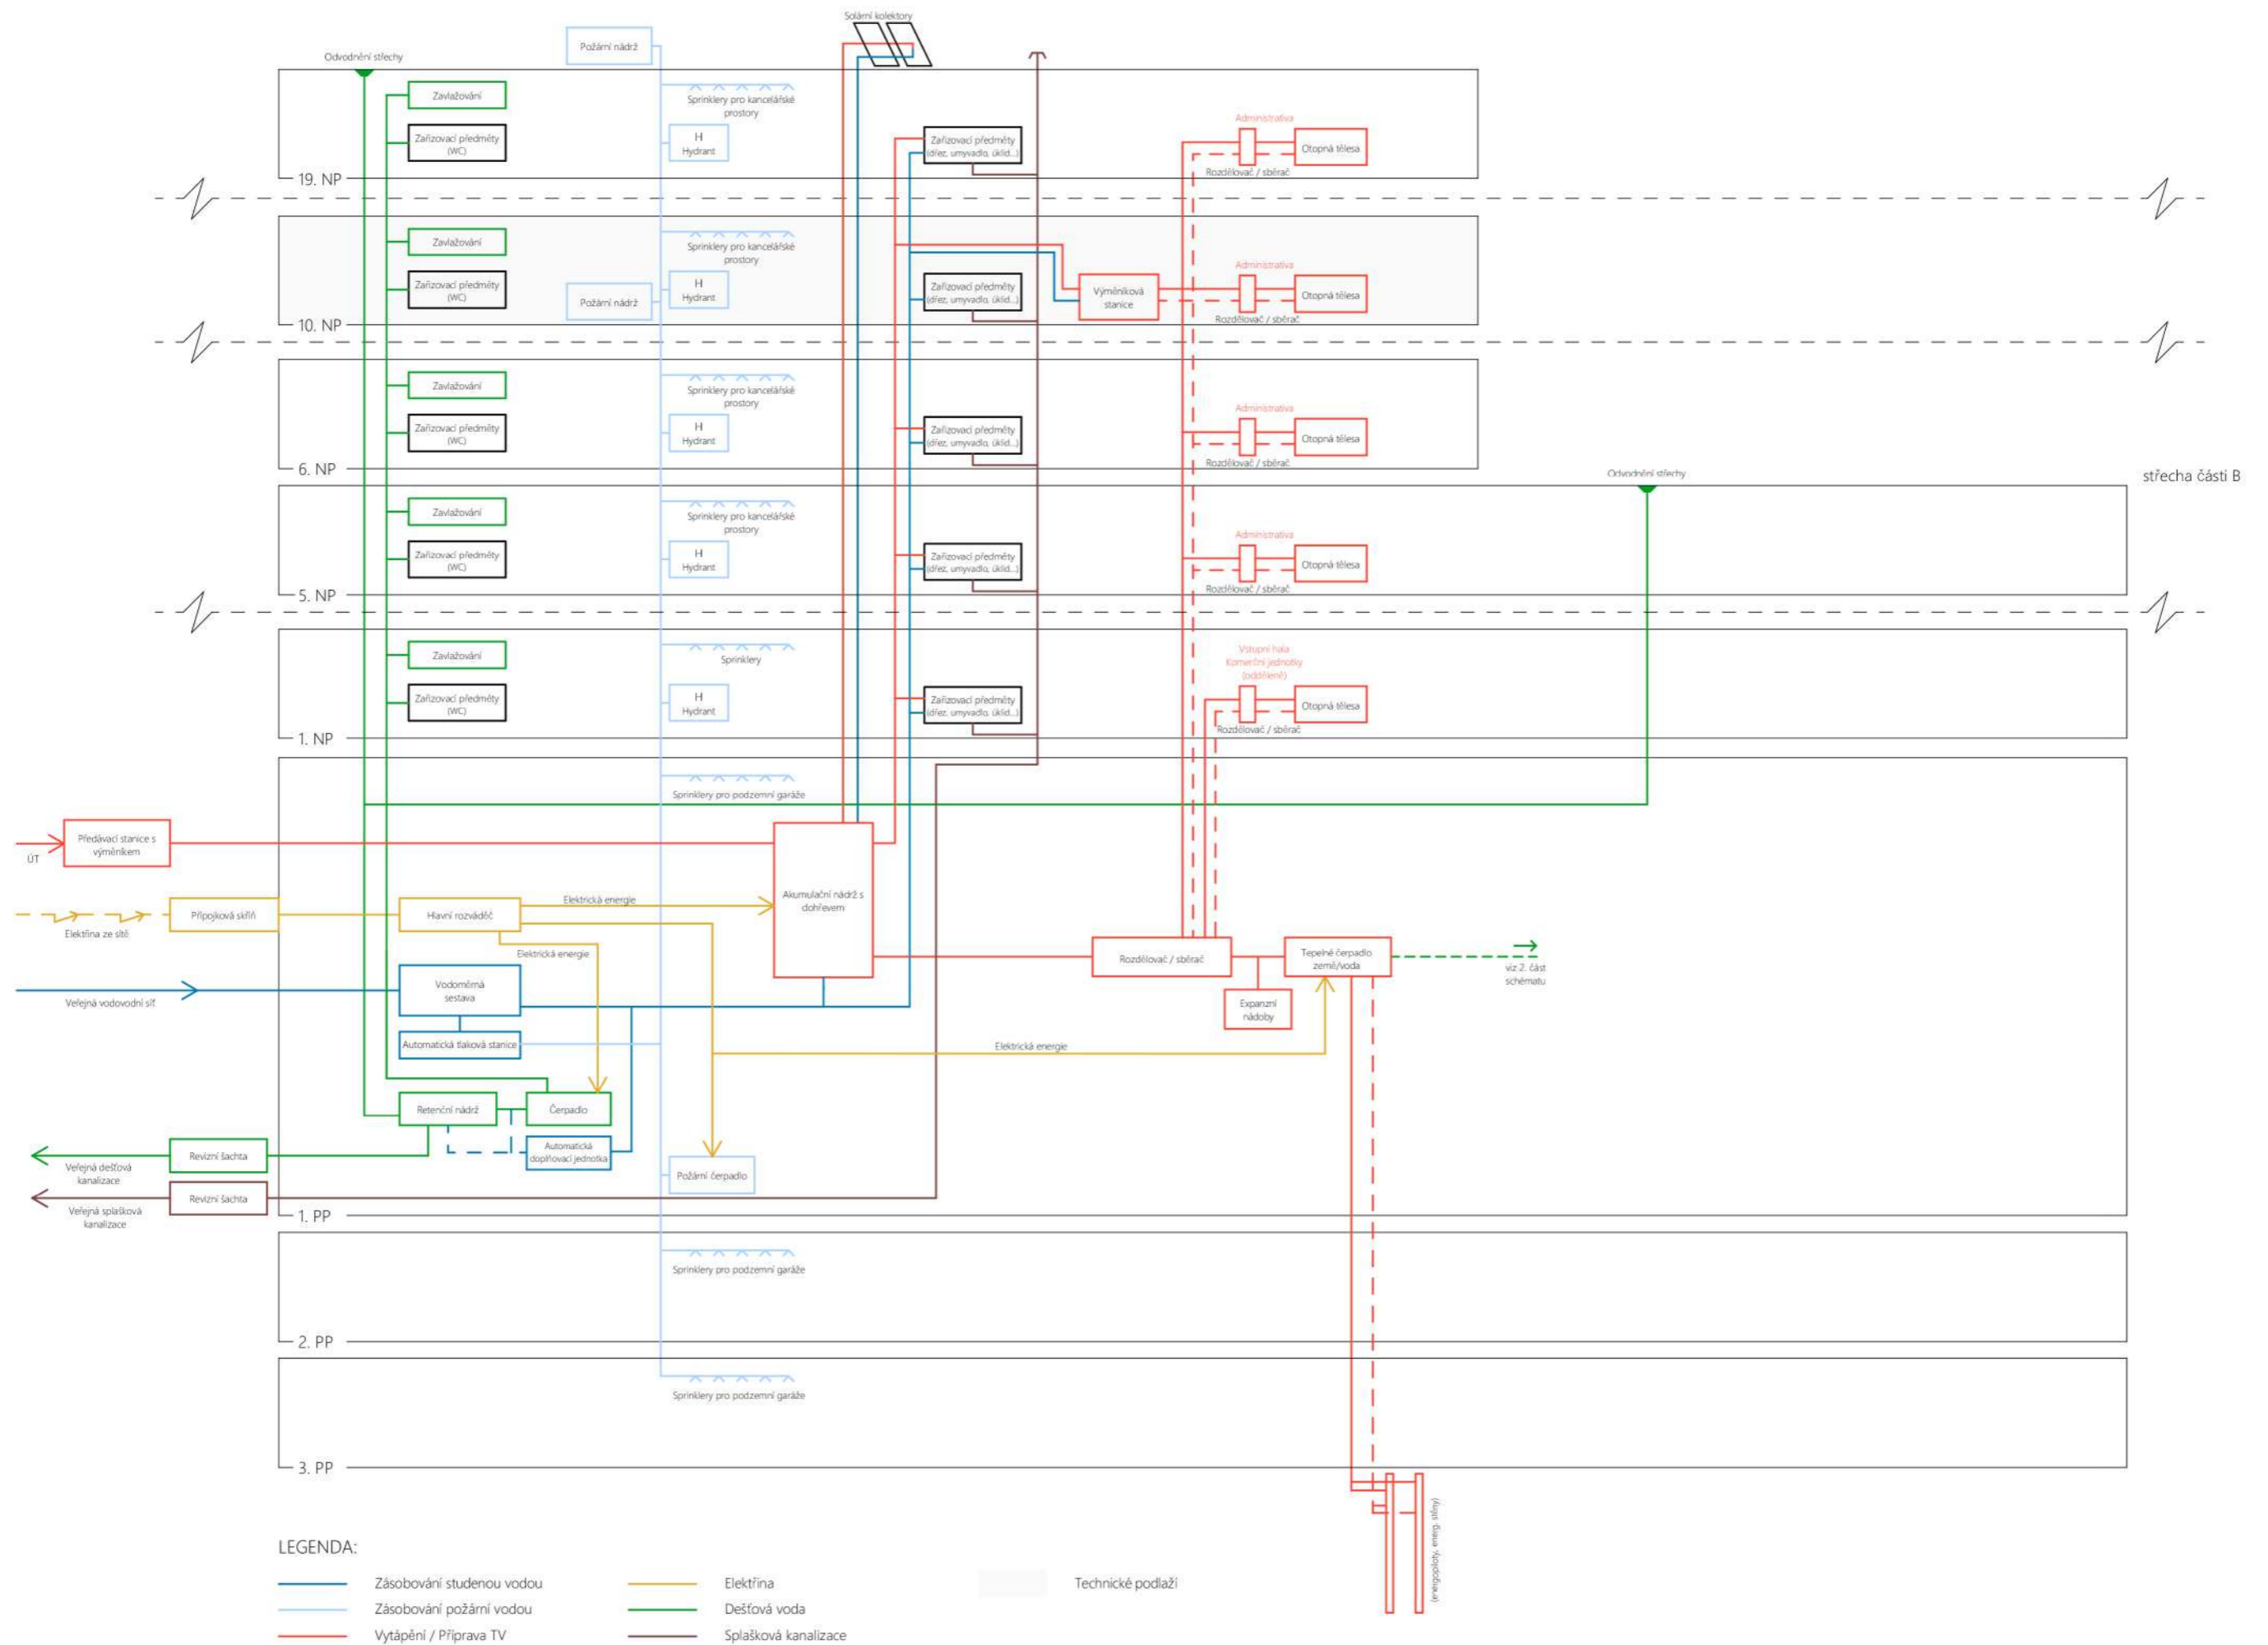 Solární kolektory
Požární nádrž
Odvodnění střechy
Zavlažování
Sprinklery pro kancelářské
prostory
Zařizovací předměty
(WC)
H
Hydrant
Zařizovací předměty
(dřez, umyvadlo, úklid...)
Administrativa
Otopná tělesa
Rozdělovač / sběrač
19. NP
Zavlažování
Sprinklery pro kancelářské
prostory
Zařizovací předměty
(WC)
Požární nádrž
H
Hydrant
Zařizovací předměty
(dřez, umyvadlo, úklid...)
Výměníková
stanice
Administrativa
Otopná tělesa
Rozdělovač / sběrač
10. NP
Zavlažování
Sprinklery pro kancelářské
prostory
Zařizovací předměty
(WC)
H
Hydrant
Zařizovací předměty
(dřez, umyvadlo, úklid...)
Administrativa
Otopná tělesa
Rozdělovač / sběrač
6. NP
Odvodnění střechy
střecha části B
Zavlažování
Sprinklery pro kancelářské
prostory
Zařizovací předměty
(WC)
H
Hydrant
Zařizovací předměty
(dřez, umyvadlo, úklid...)
Administrativa
Otopná tělesa
Rozdělovač / sběrač
5. NP
Zavlažování
Sprinklery
Zařizovací předměty
(WC)
H
Hydrant
Zařizovací předměty
(dřez, umyvadlo, úklid...)
Vstupní hala
Komerční jednotky
(odděleně)
Otopná tělesa
Rozdělovač / sběrač
1. NP
Sprinklery pro podzemní garáže
Předávací stanice s
výměníkem
ÚT
Přípojková skříň
Elektřina ze sítě
Hlavní rozváděč
Elektrická energie
Elektrická energie
Akumulační nádrž s
dohřevem
Rozdělovač / sběrač
Tepelné čerpadlo
země/voda
viz 2. část
schématu
Expanzní
nádoby
Vodoměrná
sestava
Veřejná vodovodní síť
Automatická tlaková stanice
Elektrická energie
Retenční nádrž
Čerpadlo
Automatická
doplňovací jednotka
Požární čerpadlo
Revizní šachta
Veřejná dešťová
kanalizace
Revizní šachta
Veřejná splašková
kanalizace
1. PP
Sprinklery pro podzemní garáže
2. PP
Sprinklery pro podzemní garáže
3. PP
(energopiloty, energ. stěny)
LEGENDA:
Zásobování studenou vodou
Elektřina
Technické podlaží
Zásobování požární vodou
Dešťová voda
Vytápění / Příprava TV
Splašková kanalizace